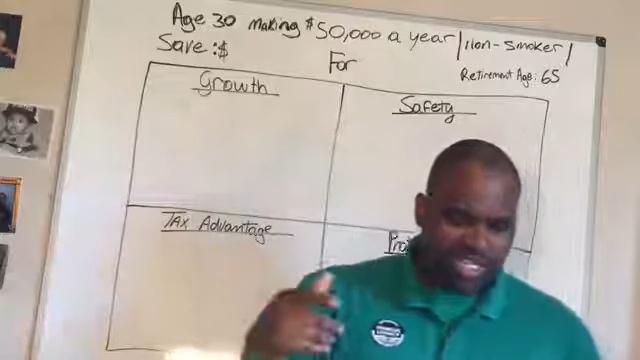 Age 30 making $50,000 a year/non-smoker/
Save:$ For
Retirement Age: 65
Growth
Safety
TAX Advantage